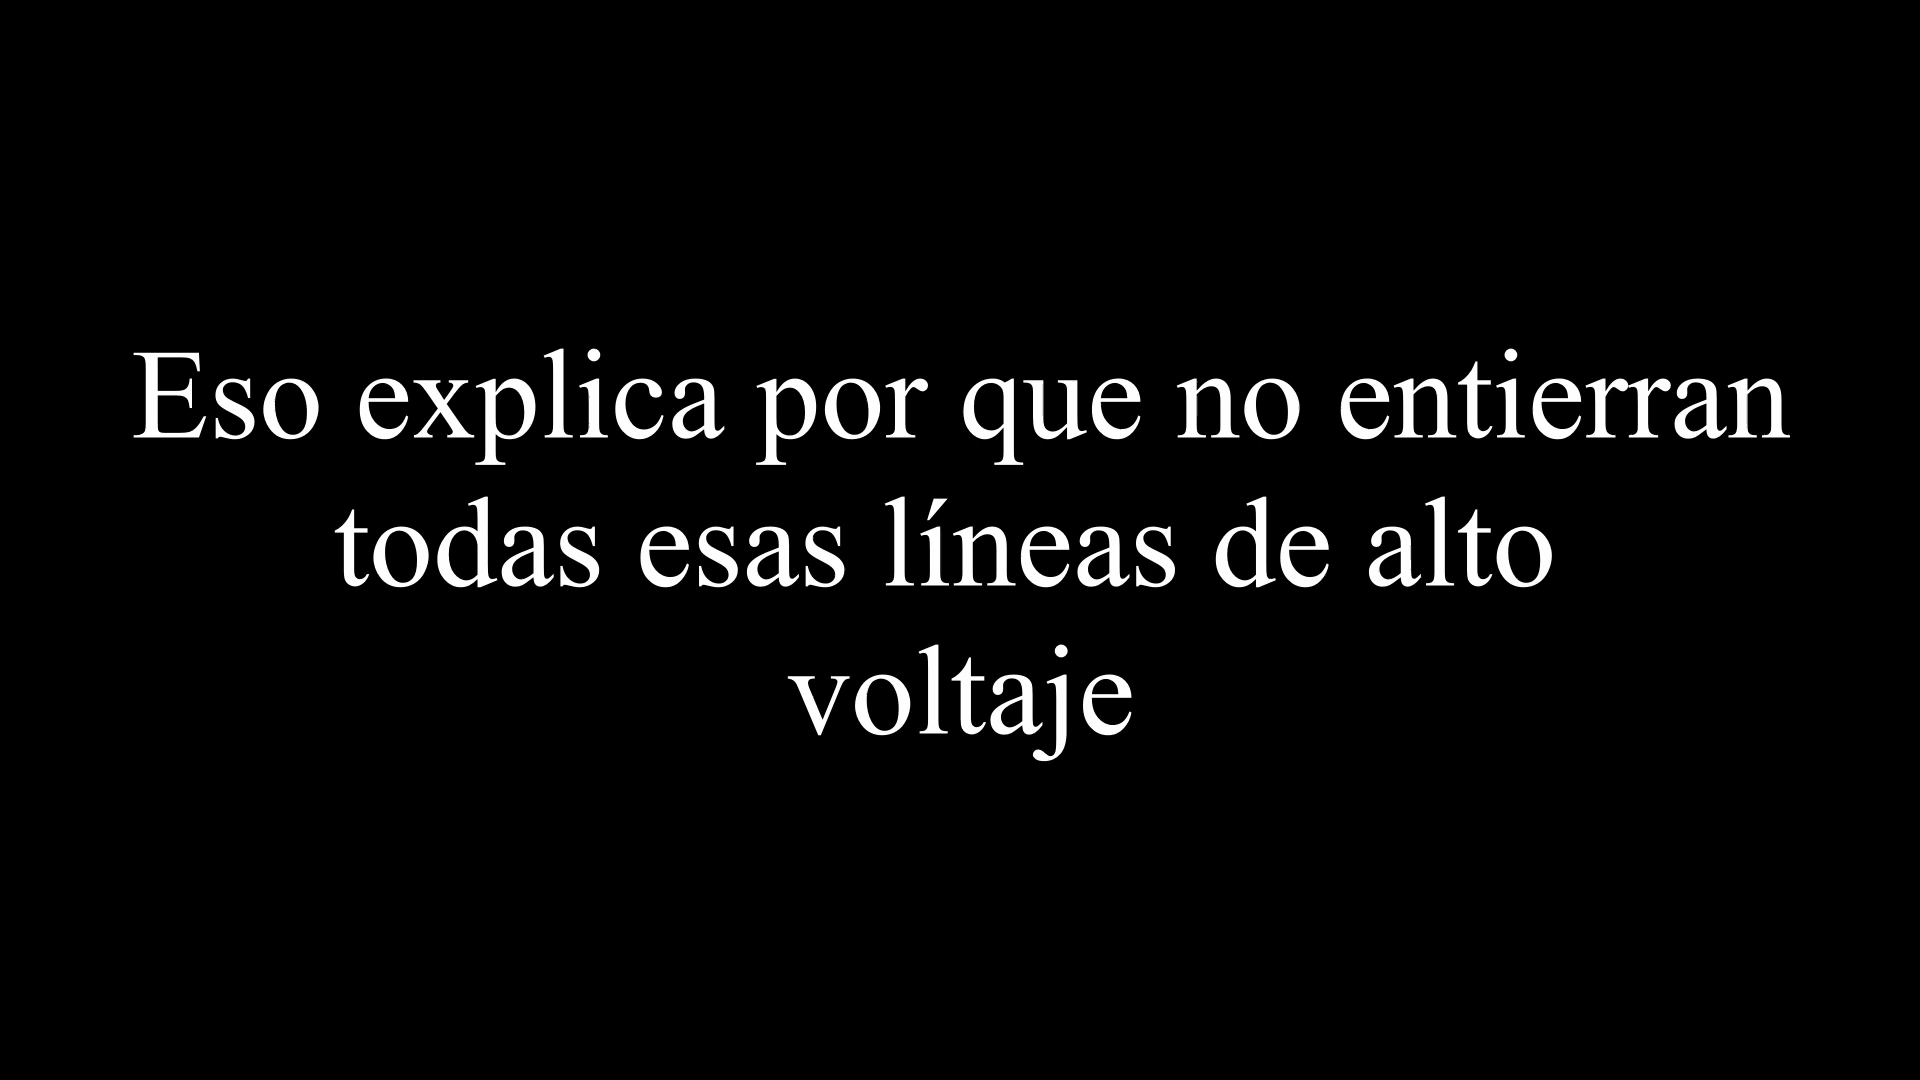 Eso explica por que no entierran
todas esas líneas de alto
voltaje